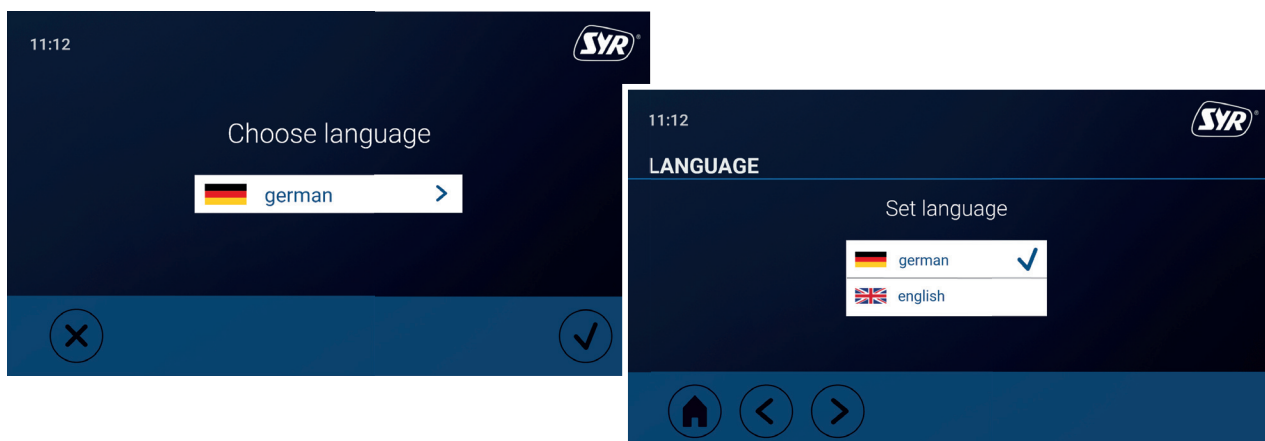 11:12
SYR®
Choose language
german
11:12
SYR®
LANGUAGE
Set language
german
english